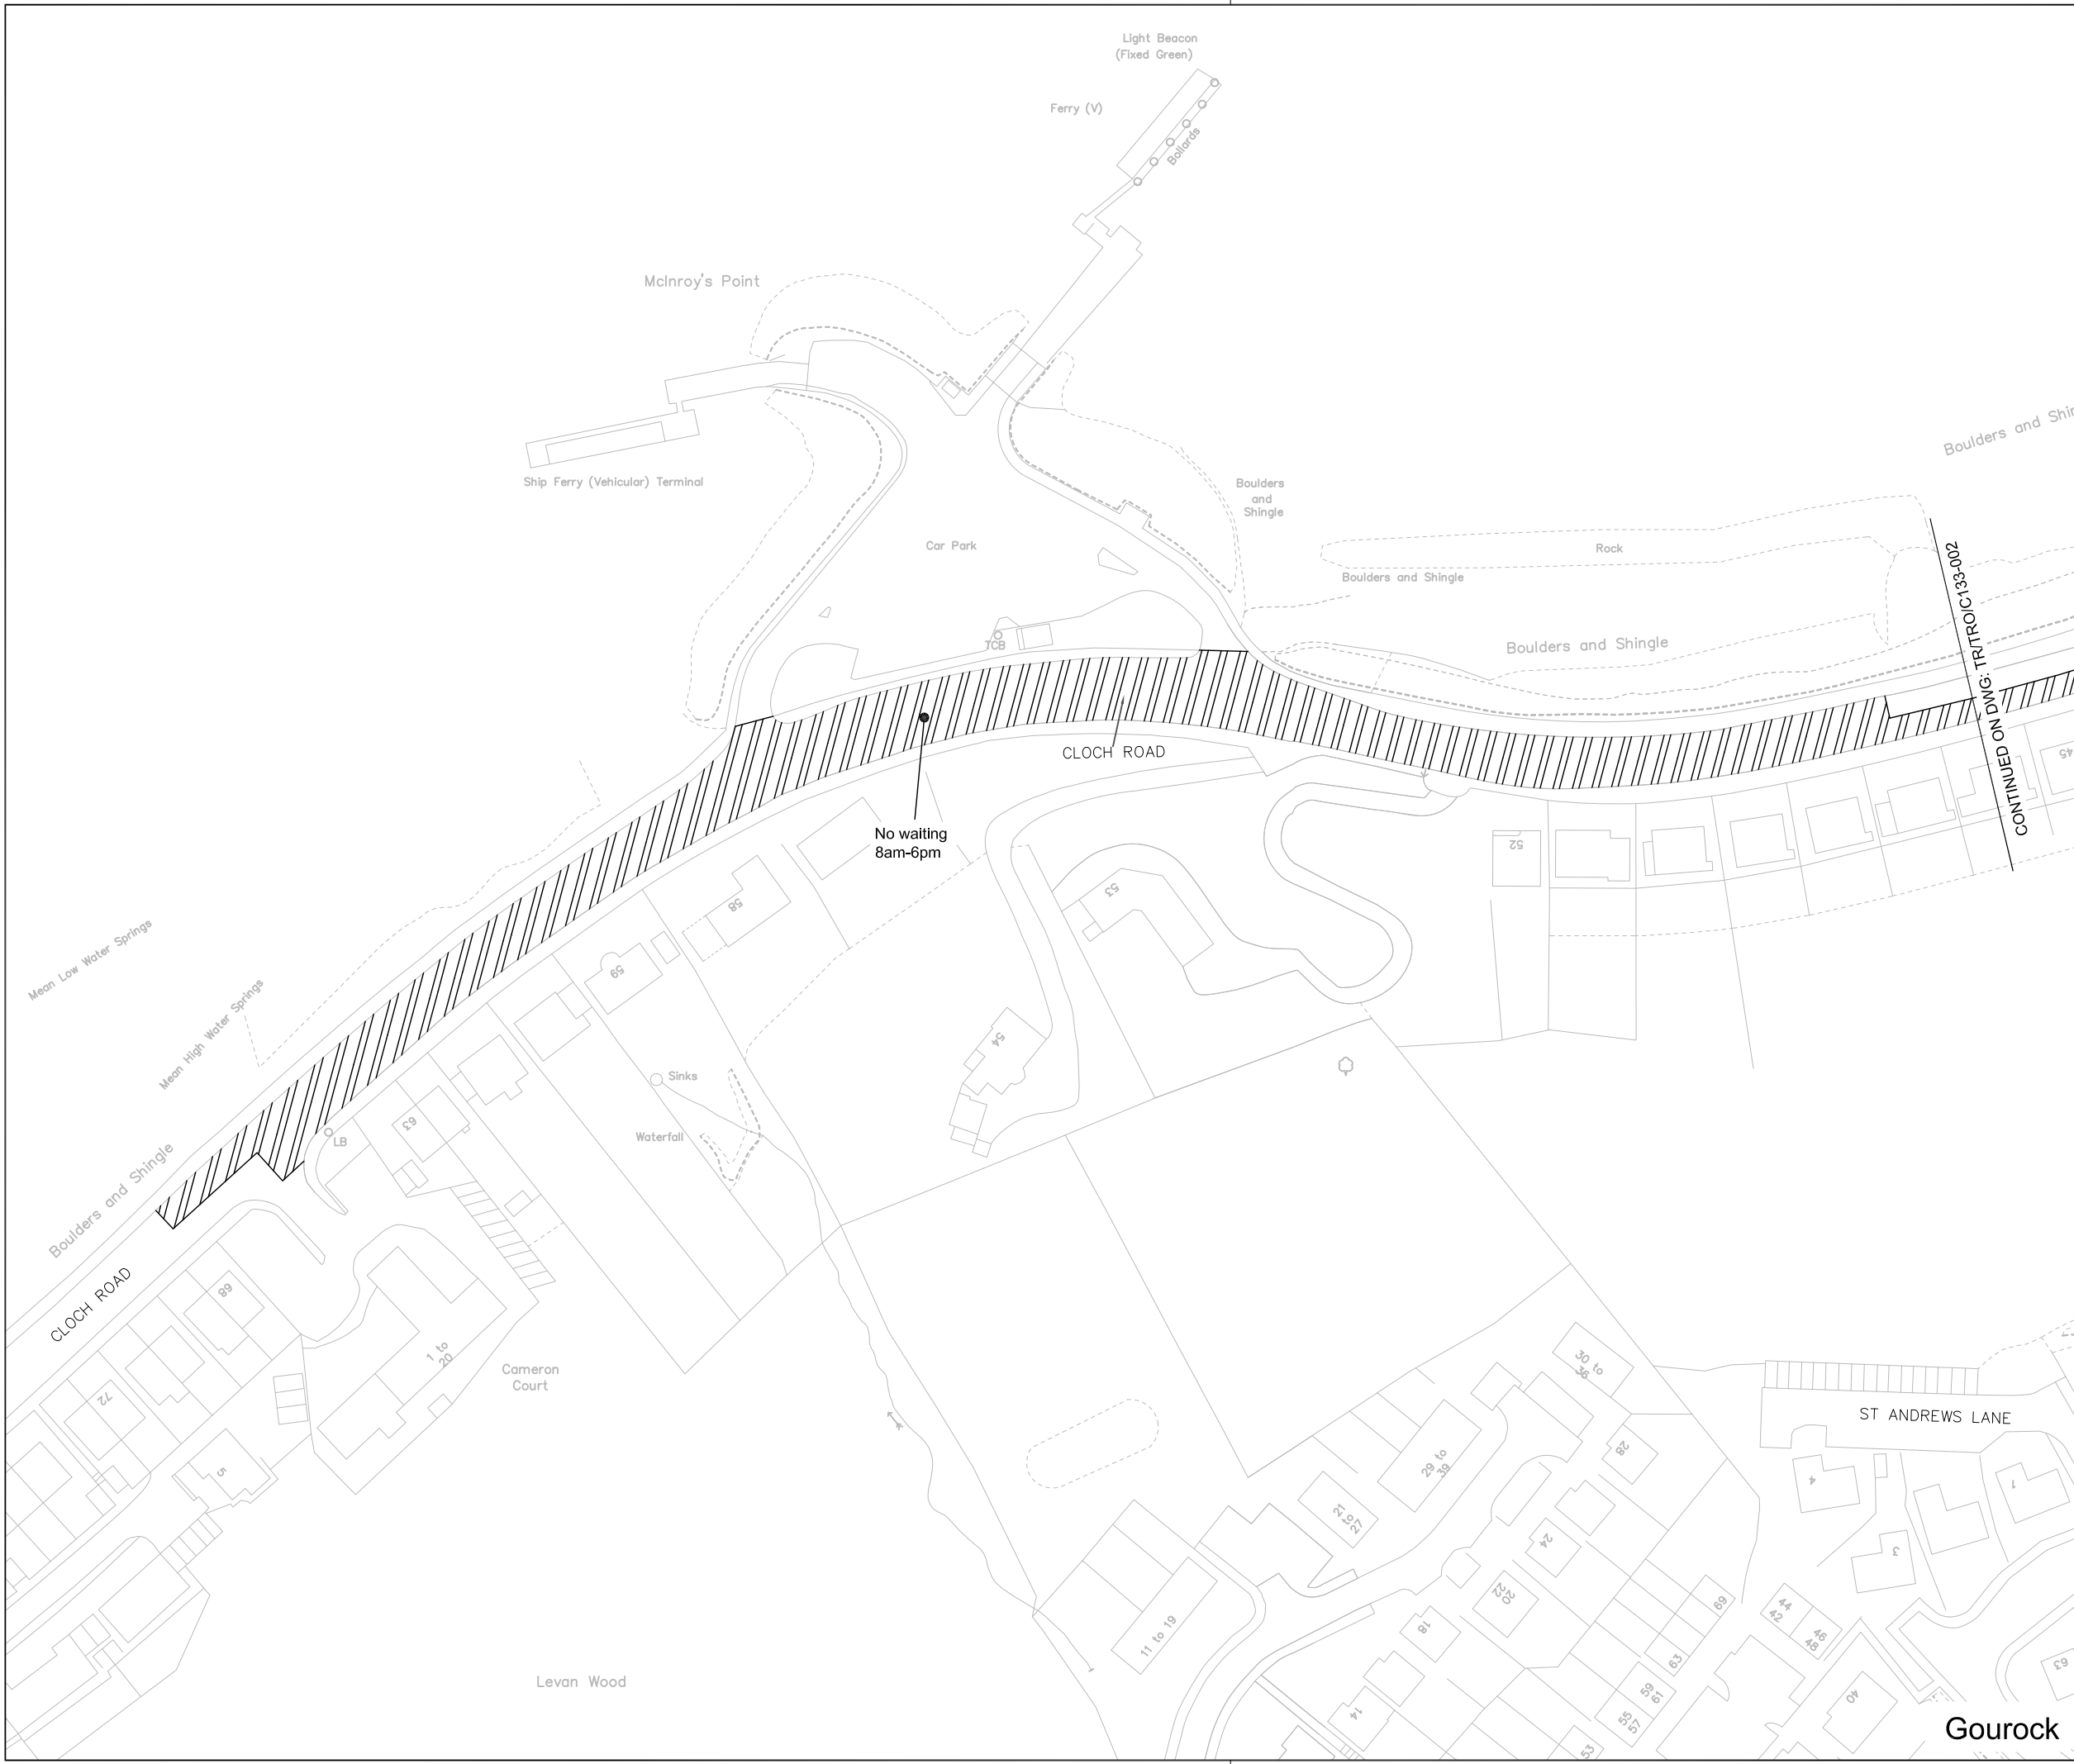 Light Beacon
(Fixed Green)
Ferry (V)
Bollards
McInroy's Point
Ship Ferry (Vehicular) Terminal
Boulders
and
Shingle
Car Park
Boulders and Shin
Rock
Boulders and Shingle
Boulders and Shingle
TCB
CONTINUED ON DWG: TR/TRO/C133-002
CLOCH ROAD
No waiting
8am-6pm
45
52
53
58
59
54
Mean Low Water Springs
Mean High Water Springs
Sinks
Waterfall
63
LB
Boulders and Shingle
CLOCH ROAD
68
72
1 to
20
Cameron
Court
5
30 to
36
ST ANDREWS LANE
28
29 to
39
21
to
27
24
4
1
3
22
20
11 to 19
18
14
69
63
44
42
46
48
59
61
55
57
53
40
63
Levan Wood
Gourock